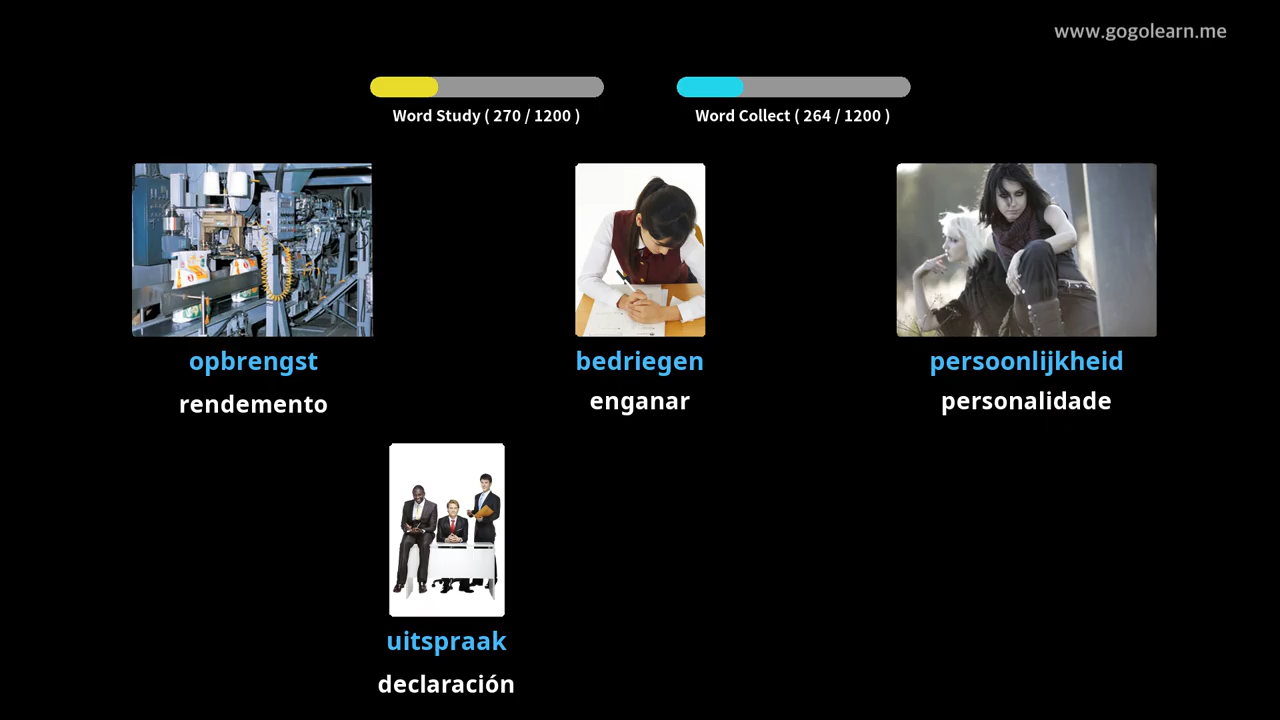 www.gogolearn.me
Word Study ( 270 / 1200 )
Word Collect ( 264 / 1200 )
opbrengst
bedriegen
persoonlijkheid
rendemento
enganar
personalidade
uitspraak
declaración